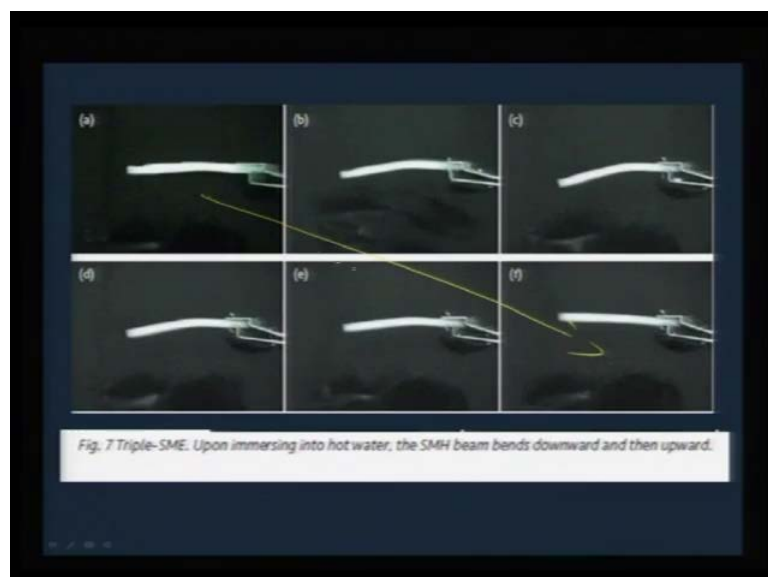 (a)
(b)
(c)
(d)
(e)
(f)
Fig. 7 Triple-SME. Upon immersing into hot water, the SMH beam bends downward and then upward.